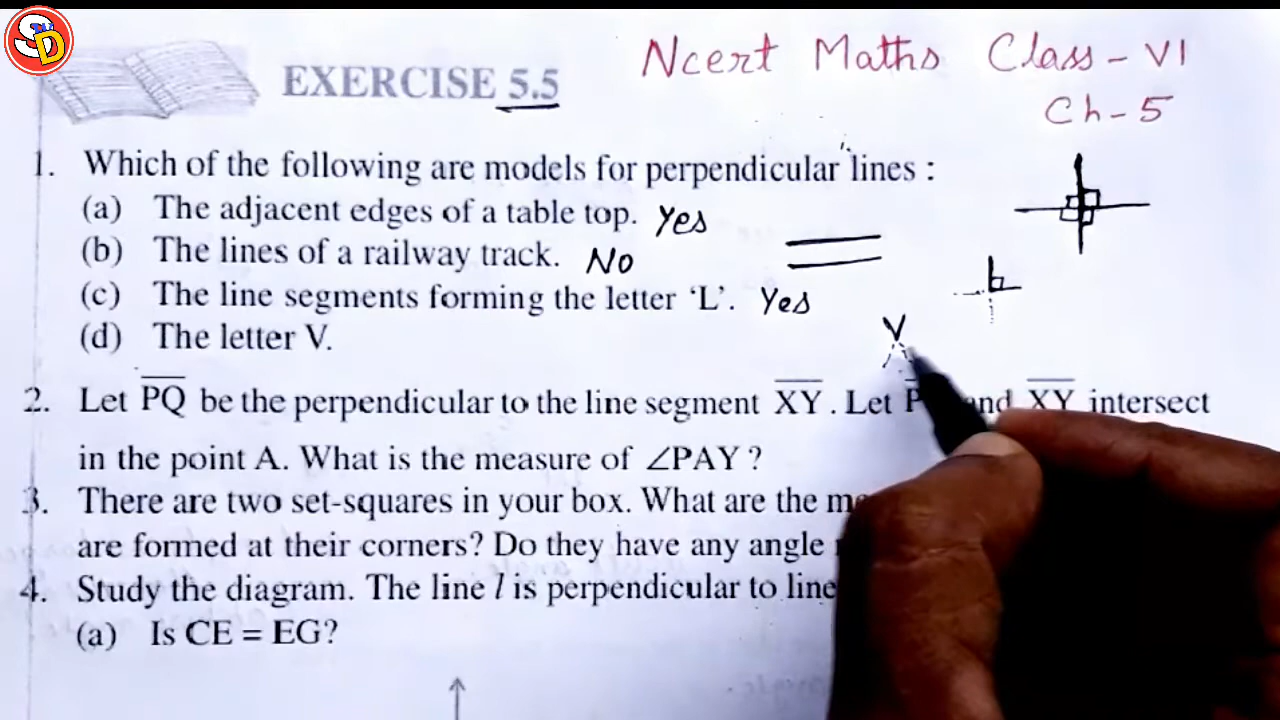 SD
Ncert Maths Class - VI
Ch - 5
EXERCISE 5.5
1. Which of the following are models for perpendicular lines :
(a) The adjacent edges of a table top. Yes
(b) The lines of a railway track. No
(c) The line segments forming the letter ‘L’. Yes
(d) The letter V.
V
2. Let PQ be the perpendicular to the line segment XY . Let and XY intersect
in the point A. What is the measure of ∠PAY ?
3. There are two set-squares in your box. What are the
are formed at their corners? Do they have any angle
4. Study the diagram. The line l is perpendicular to line
(a) Is CE = EG?